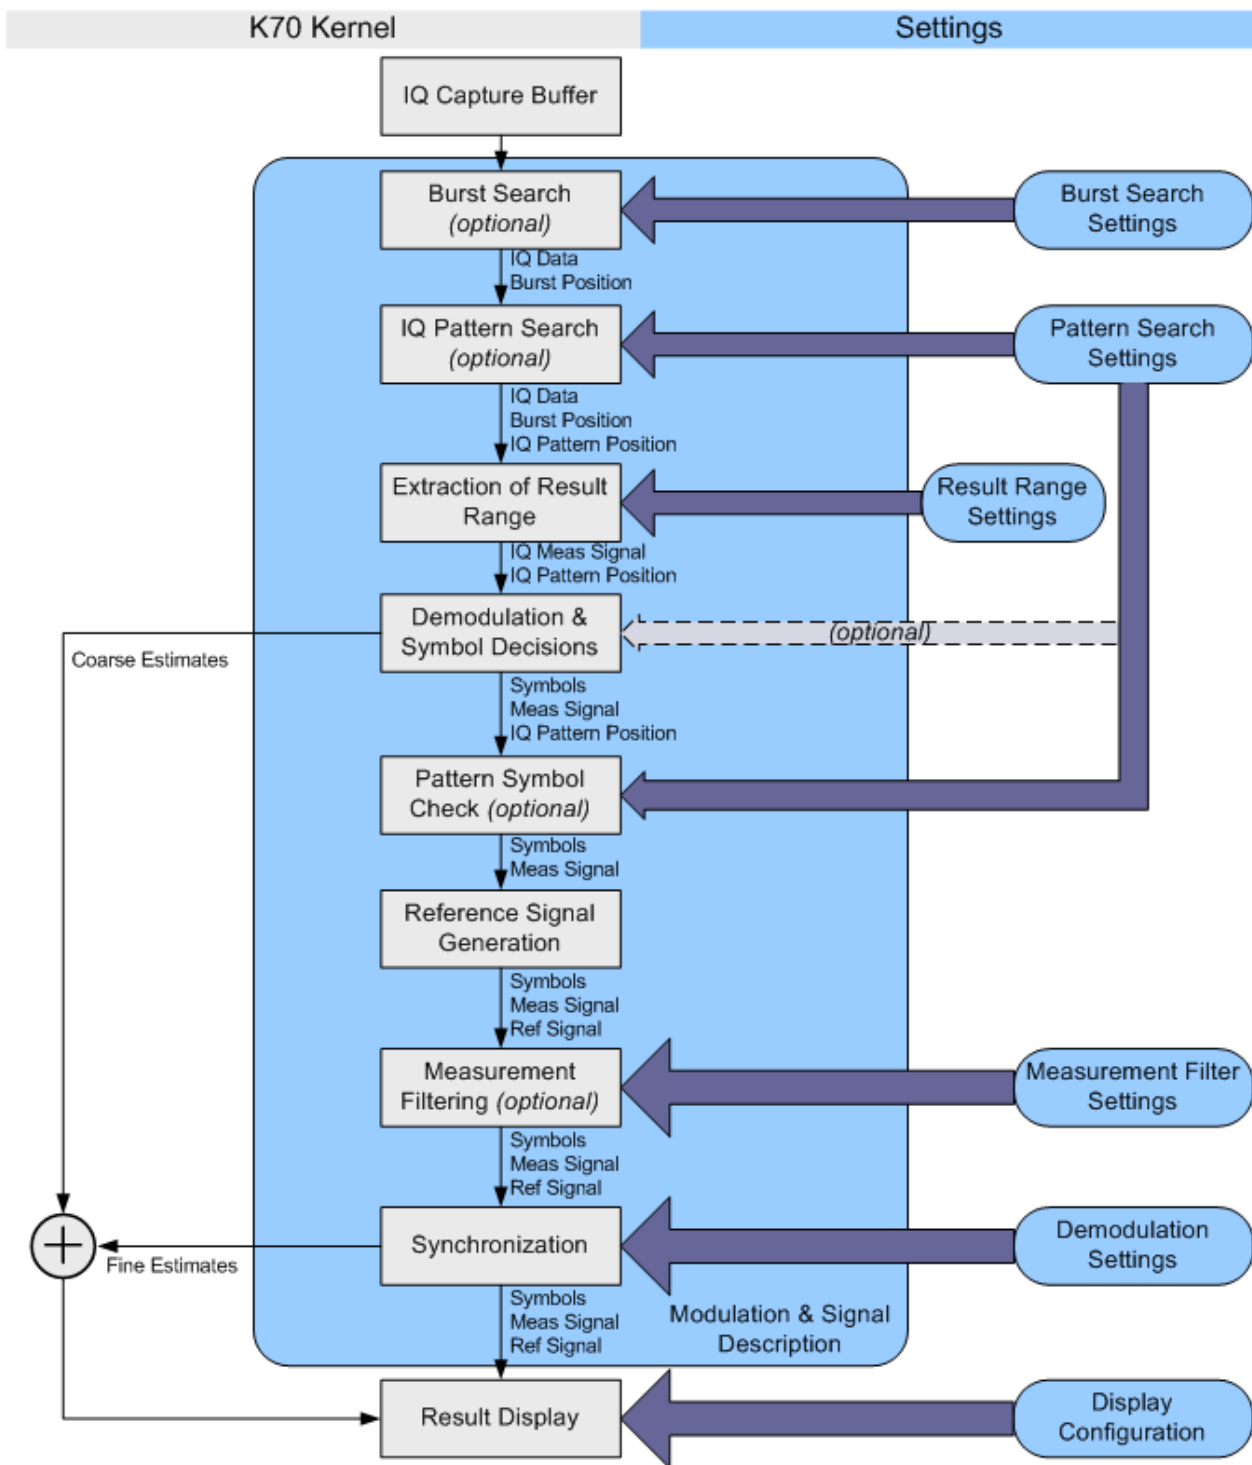 K70 Kernel
Settings
IQ Capture Buffer
Burst Search
(optional)
Burst Search
Settings
IQ Data
Burst Position
IQ Pattern Search
(optional)
Pattern Search
Settings
IQ Data
Burst Position
IQ Pattern Position
Extraction of Result
Range
Result Range
Settings
IQ Meas Signal
IQ Pattern Position
Demodulation &
Symbol Decisions
(optional)
Coarse Estimates
Symbols
Meas Signal
IQ Pattern Position
Pattern Symbol
Check (optional)
Symbols
Meas Signal
Reference Signal
Generation
Symbols
Meas Signal
Ref Signal
Measurement
Filtering (optional)
Measurement Filter
Settings
Symbols
Meas Signal
Ref Signal
Synchronization
Demodulation
Settings
Fine Estimates
Symbols
Meas Signal
Ref Signal
Modulation & Signal
Description
Result Display
Display
Configuration